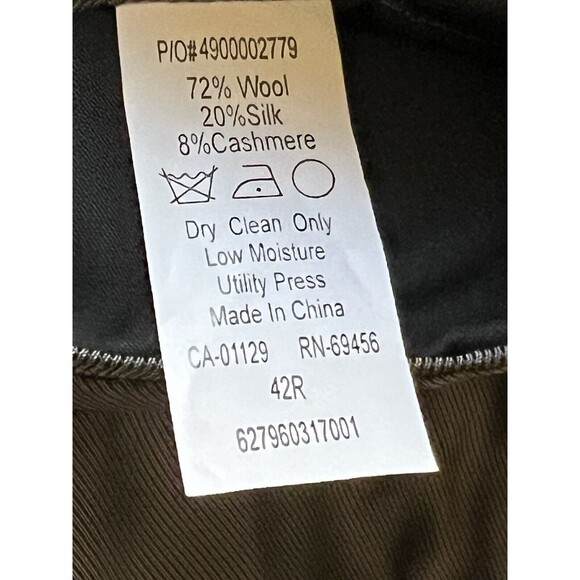 P/O#4900002779
72% Wool
20%Silk
8%Cashmere
Dry Clean Only
Low Moisture
Utility Press
Made In China
CA-01129 RN-69456
42R
627960317001